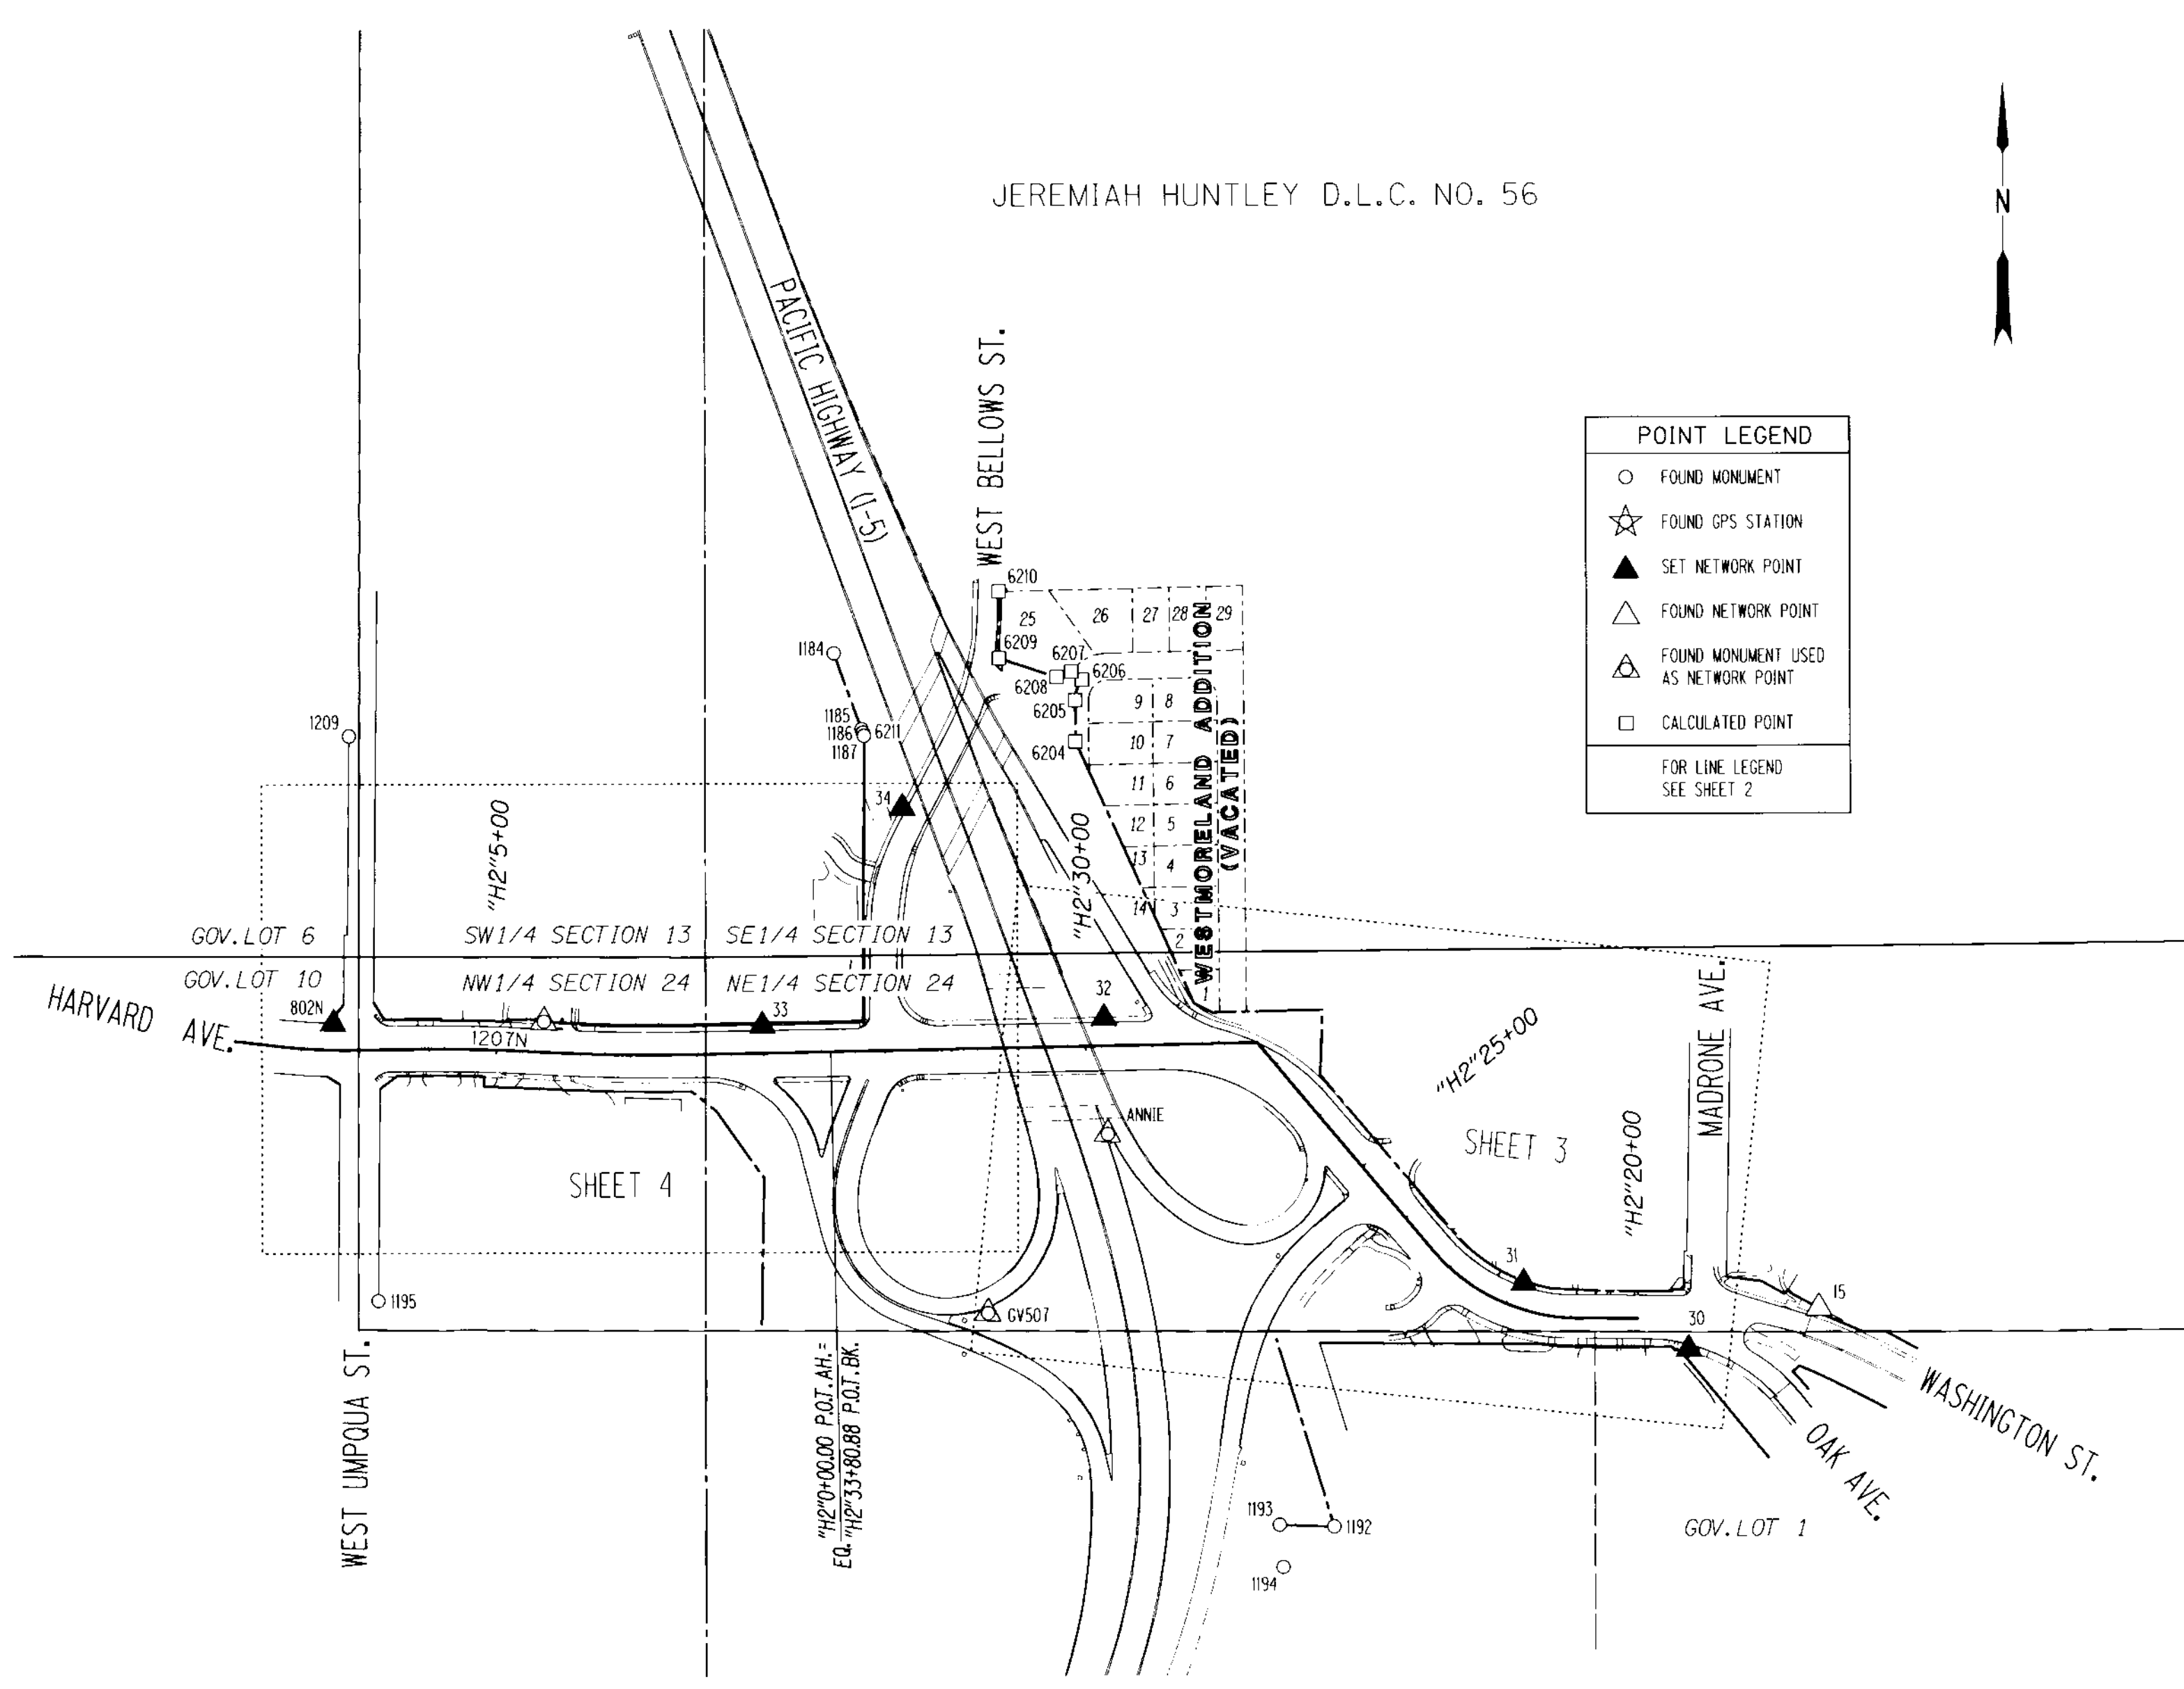 JEREMIAH HUNTLEY D.L.C. NO. 56
N
PACIFIC HIGHWAY (I-5)
WEST BELLOWS ST.
POINT LEGEND
FOUND MONUMENT
FOUND GPS STATION
SET NETWORK POINT
FOUND NETWORK POINT
FOUND MONUMENT USED
AS NETWORK POINT
CALCULATED POINT
FOR LINE LEGEND
SEE SHEET 2
6210
25
26
27
28
29
6209
6207
6206
6208
6205
6204
9
8
10
7
11
6
12
5
13
4
14
3
2
1
WESTMORELAND ADDITION
(VACATED)
1184
1185
1186
6211
1187
1209
34
"H2"5+00
"H2"30+00
GOV. LOT 6
SW1/4 SECTION 13
SE1/4 SECTION 13
GOV. LOT 10
NW1/4 SECTION 24
NE1/4 SECTION 24
HARVARD AVE.
802N
1207N
33
32
ANNIE
"H2"25+00
MADRONE AVE.
SHEET 3
"H2"20+00
SHEET 4
31
15
30
1195
GV507
WEST UMPQUA ST.
"H2"0+00.00 P.O.T. AH.=
EQ. "H2"33+80.88 P.O.T. BK.
WASHINGTON ST.
OAK AVE.
1193
1192
1194
GOV. LOT 1